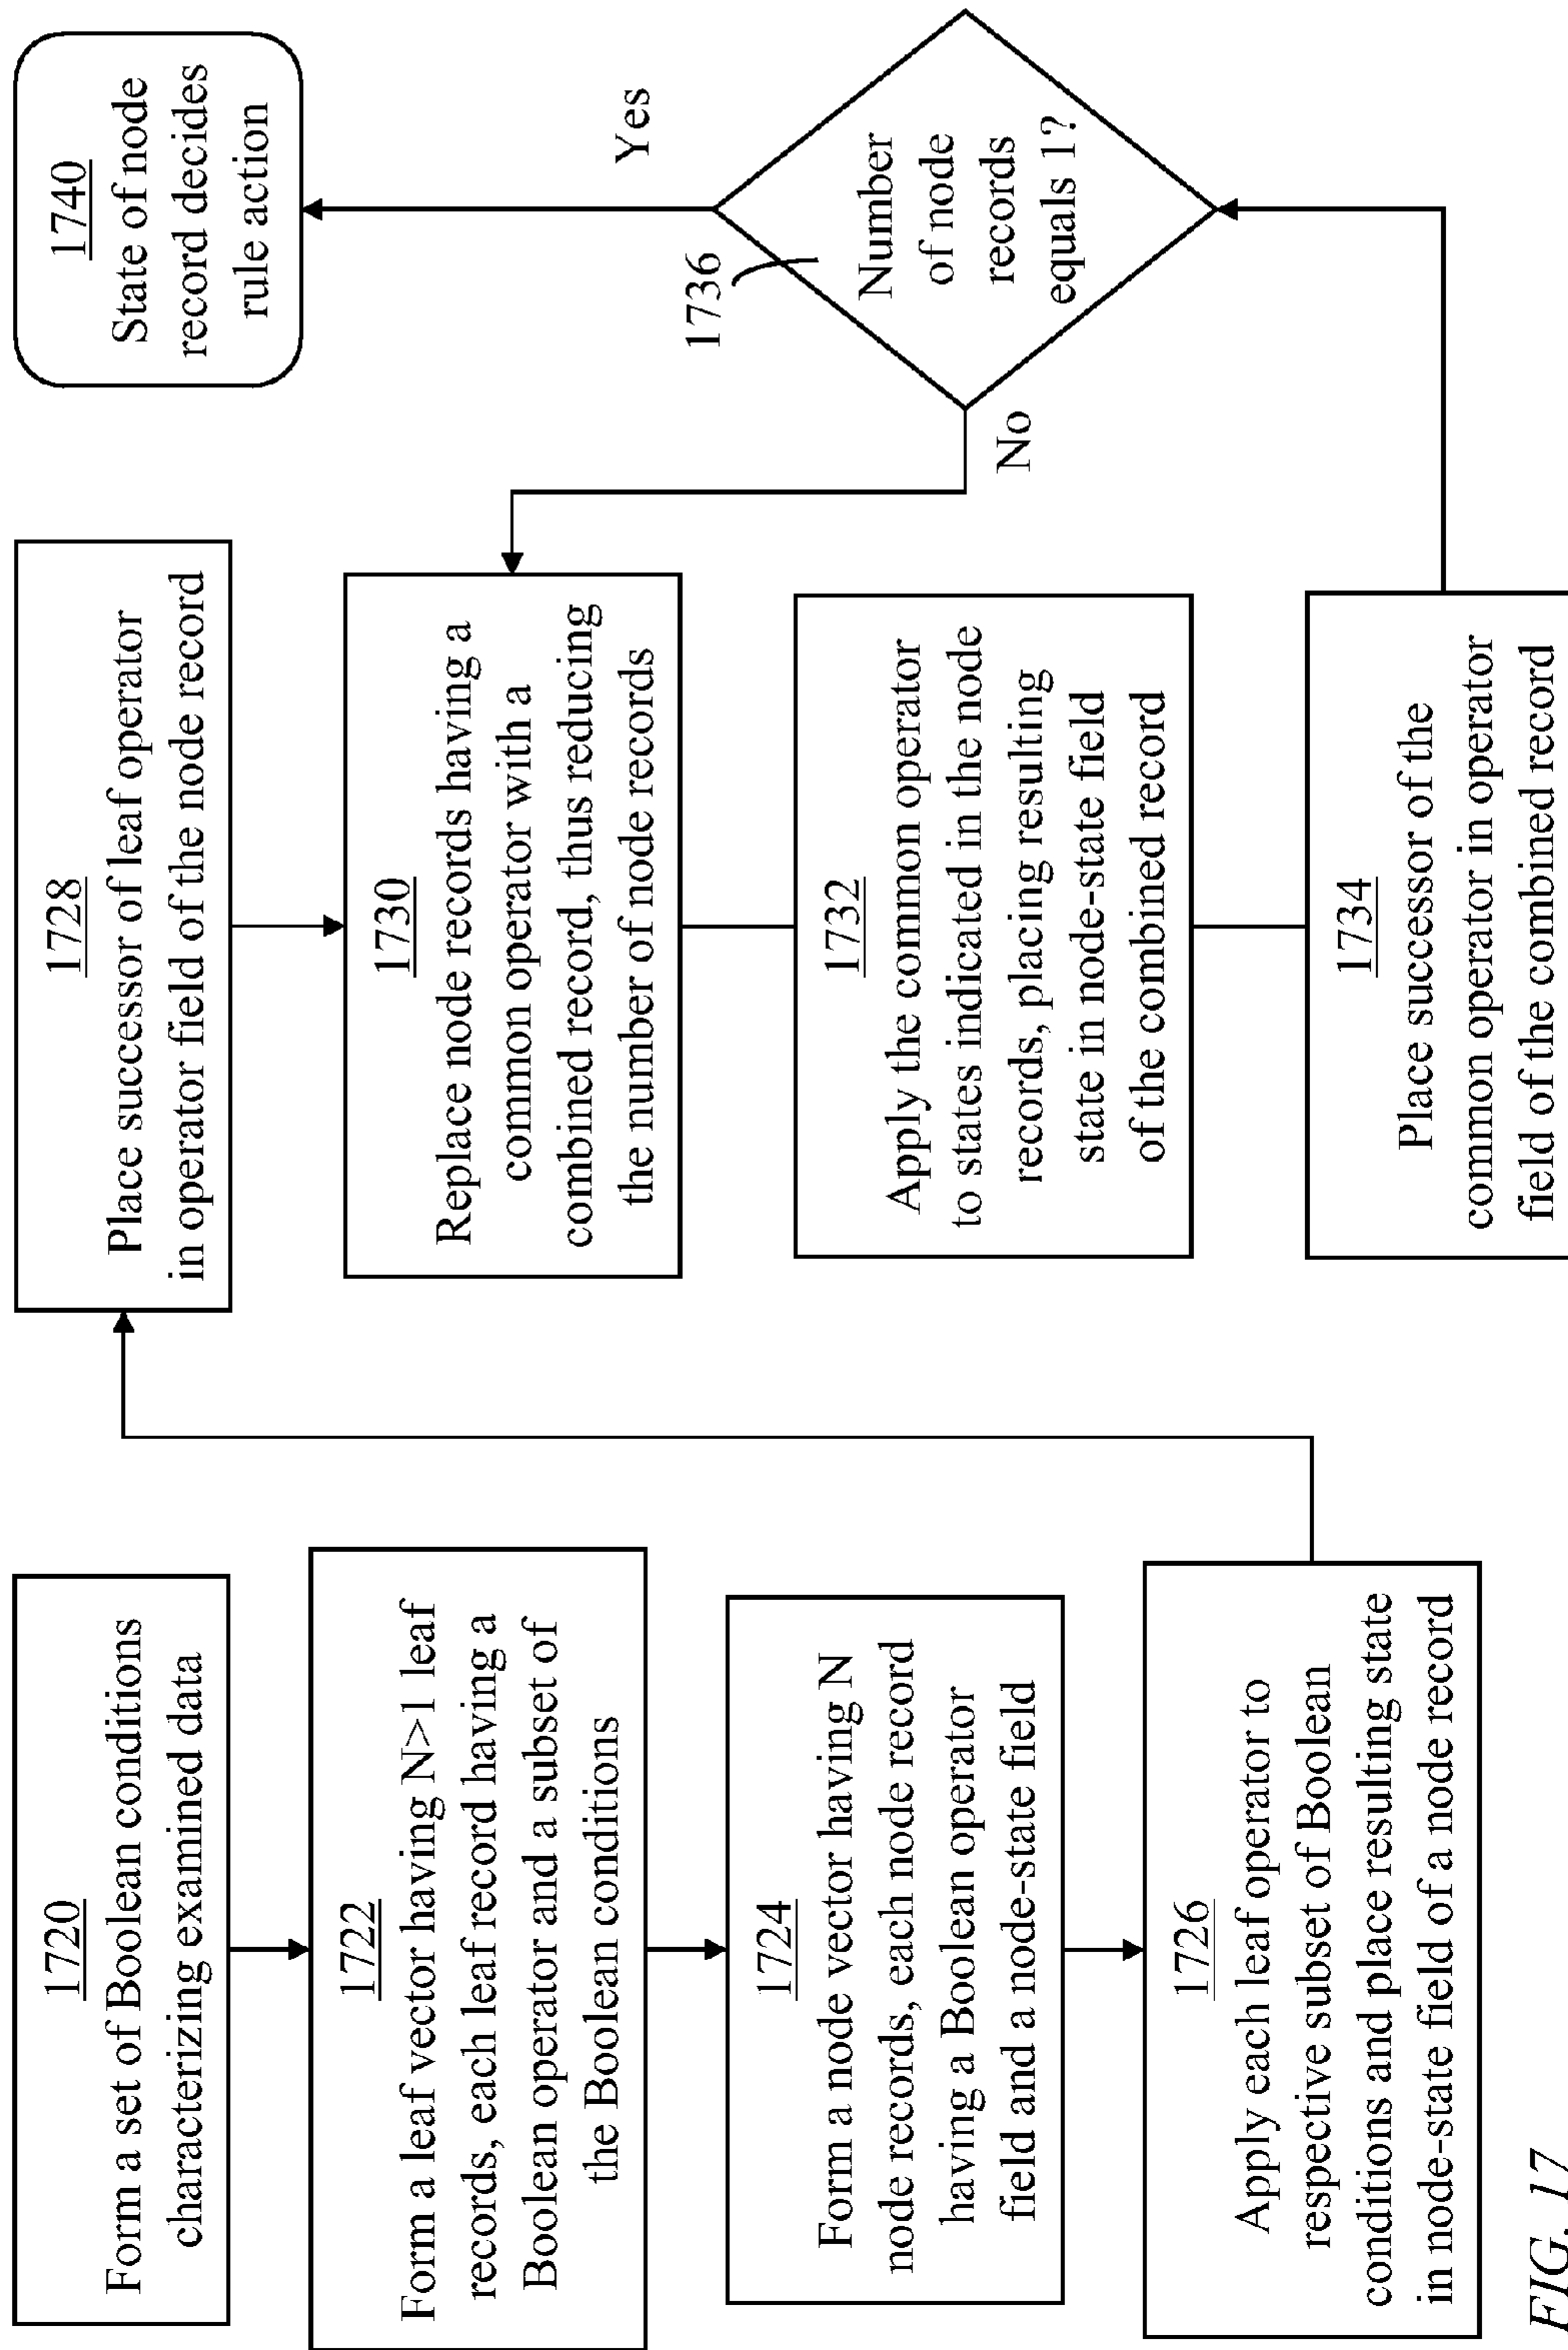 1720
Form a set of Boolean conditions
characterizing examined data
1722
Form a leaf vector having N>1 leaf
records, each leaf record having a
Boolean operator and a subset of
the Boolean conditions
1724
Form a node vector having N
node records, each node record
having a Boolean operator
field and a node-state field
1726
Apply each leaf operator to
respective subset of Boolean
conditions and place resulting state
in node-state field of a node record
1728
Place successor of leaf operator
in operator field of the node record
1730
Replace node records having a
common operator with a
combined record, thus reducing
the number of node records
1732
Apply the common operator
to states indicated in the node
records, placing resulting
state in node-state field
of the combined record
1734
Place successor of the
common operator in operator
field of the combined record
1736
Number
of node
records
equals 1?
No
Yes
1740
State of node
record decides
rule action
FIG. 17